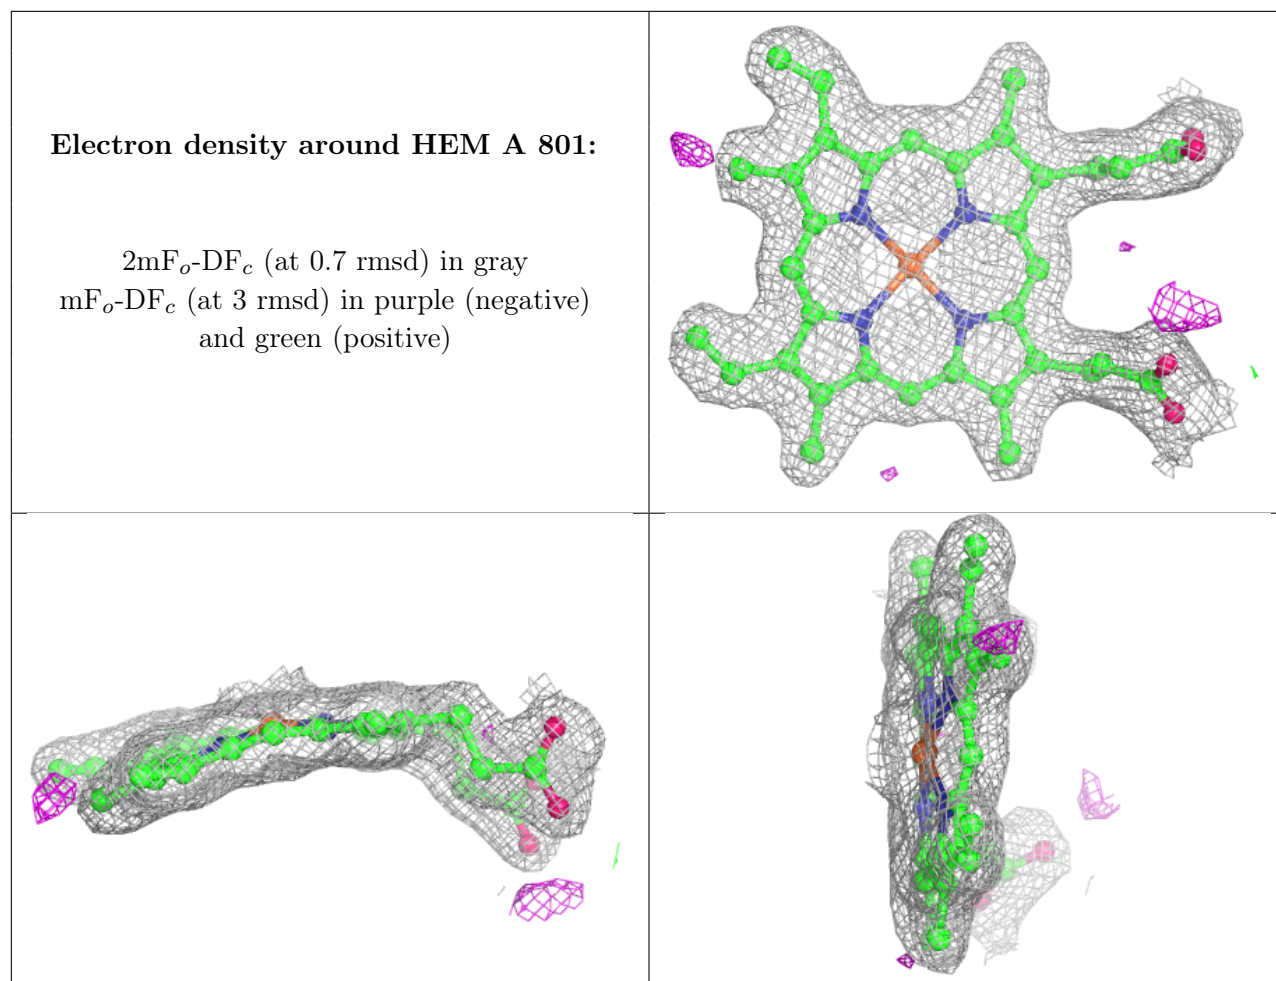 Electron density around HEM A 801:
2mFₒ-DF𝒸 (at 0.7 rmsd) in gray
mFₒ-DF𝒸 (at 3 rmsd) in purple (negative)
and green (positive)